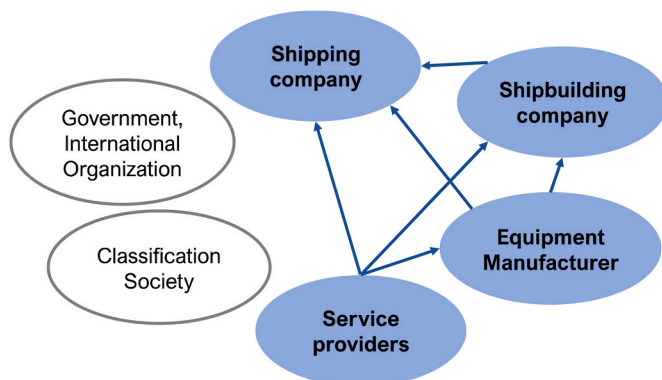 Shipping
company
Shipbuilding
company
Government,
International
Organization
Equipment
Manufacturer
Classification
Society
Service
providers